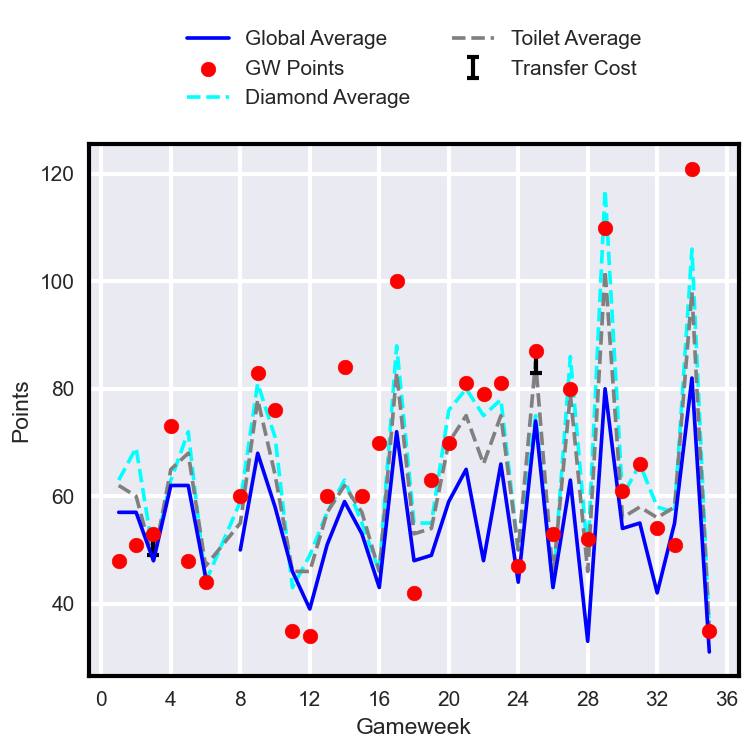 Global Average Toilet Average
GW Points Transfer Cost
Diamond Average
120
100
80
60
40
Points
0 4 8 12 16 20 24 28 32 36
Gameweek